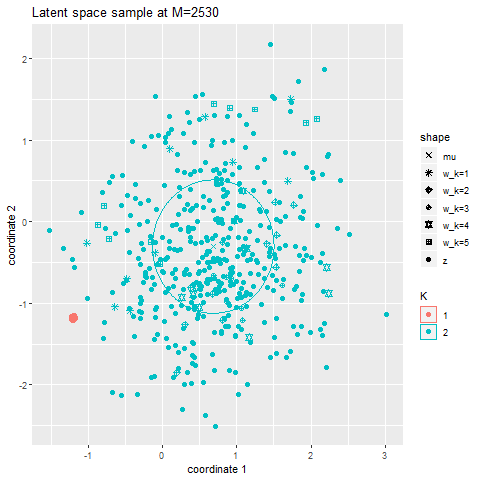 Latent space sample at M=2530
2
1
0
-1
-2
coordinate 2
-1
0
1
2
3
coordinate 1
shape
mu
w_k=1
w_k=2
w_k=3
w_k=4
w_k=5
z
K
1
2